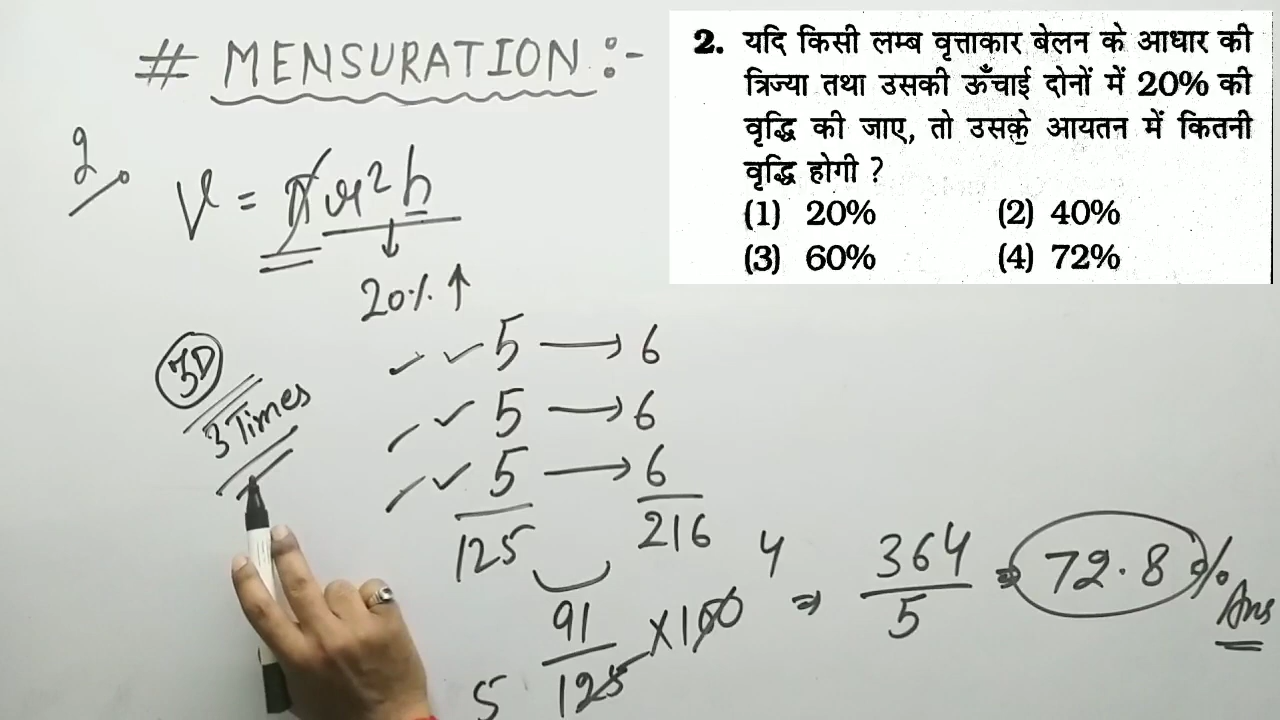 # MENSURATION :-
2. यदि किसी लम्ब वृत्ताकार बेलन के आधार की
त्रिज्या तथा उसकी ऊँचाई दोनों में 20% की
वृद्धि की जाए, तो उसके आयतन में कितनी
वृद्धि होगी ?
(1) 20% (2) 40%
(3) 60% (4) 72%
2.
V = πr²h
↓
20% ↑
3D
3 Times
✓ ✓ 5 → 6
✓ ✓ 5 → 6
✓ ✓ 5 → 6
125 216
91/125 × 100
5
4
⇒ 364/5 ⇒ 72.8 % Ans